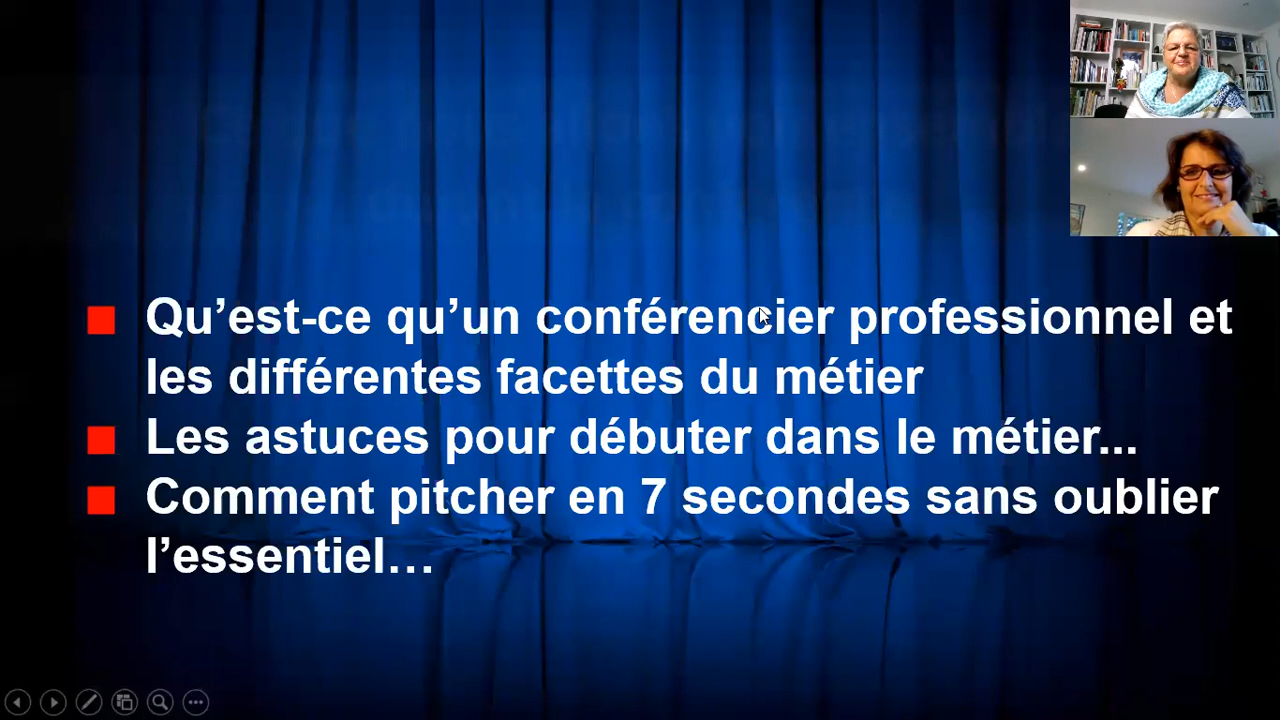 Qu’est-ce qu’un conférencier professionnel et
les différentes facettes du métier
Les astuces pour débuter dans le métier...
Comment pitcher en 7 secondes sans oublier
l’essentiel…